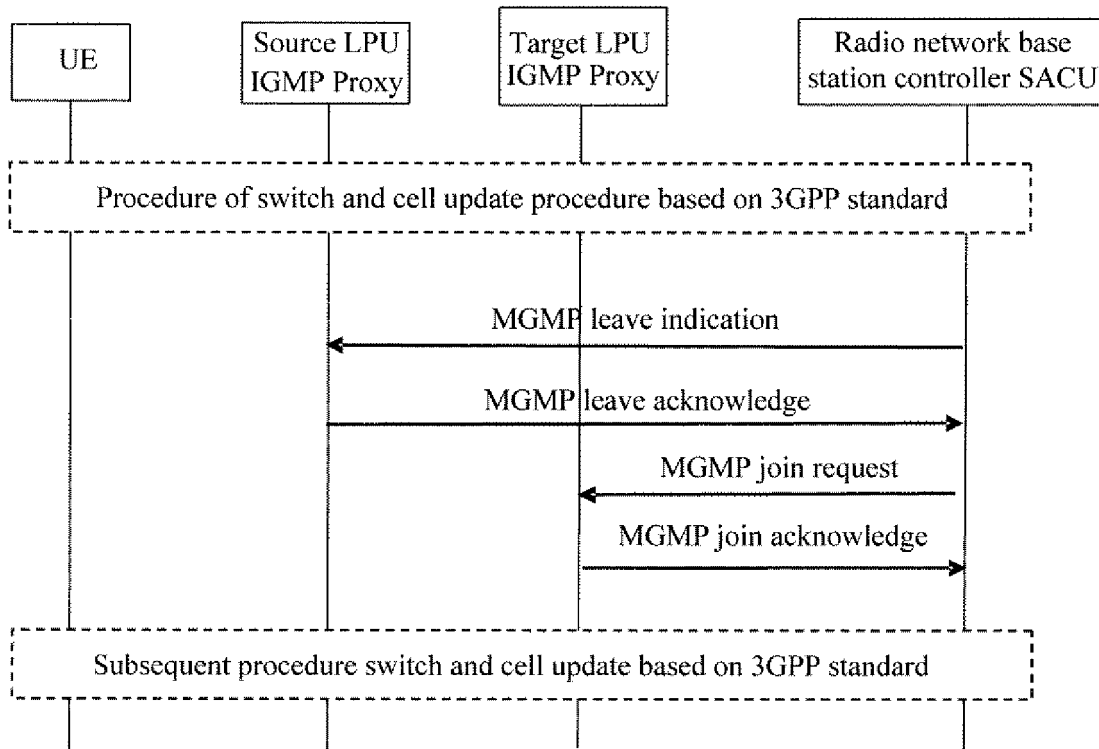 UE
Source LPU
IGMP Proxy
Target LPU
IGMP Proxy
Radio network base
station controller SACU
Procedure of switch and cell update procedure based on 3GPP standard
MGMP leave indication
MGMP leave acknowledge
MGMP join request
MGMP join acknowledge
Subsequent procedure switch and cell update based on 3GPP standard